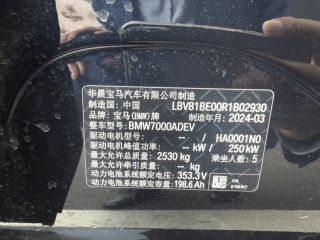 华晨宝马汽车有限公司制造
制造国：中国 LBV81BE00R1B02930
品牌：宝马(BMW)牌 制造年月：2024-03
整车型号：BMW7000ADEV
驱动电机型号：-- / HA0001N0
驱动电机峰值功率：-- kW / 250 kW
最大允许总质量：2530 kg 乘坐人数：5
最大允许牵引质量：-- kg
动力电池系统额定电压：353.3 V
动力电池系统额定容量：198.6 Ah